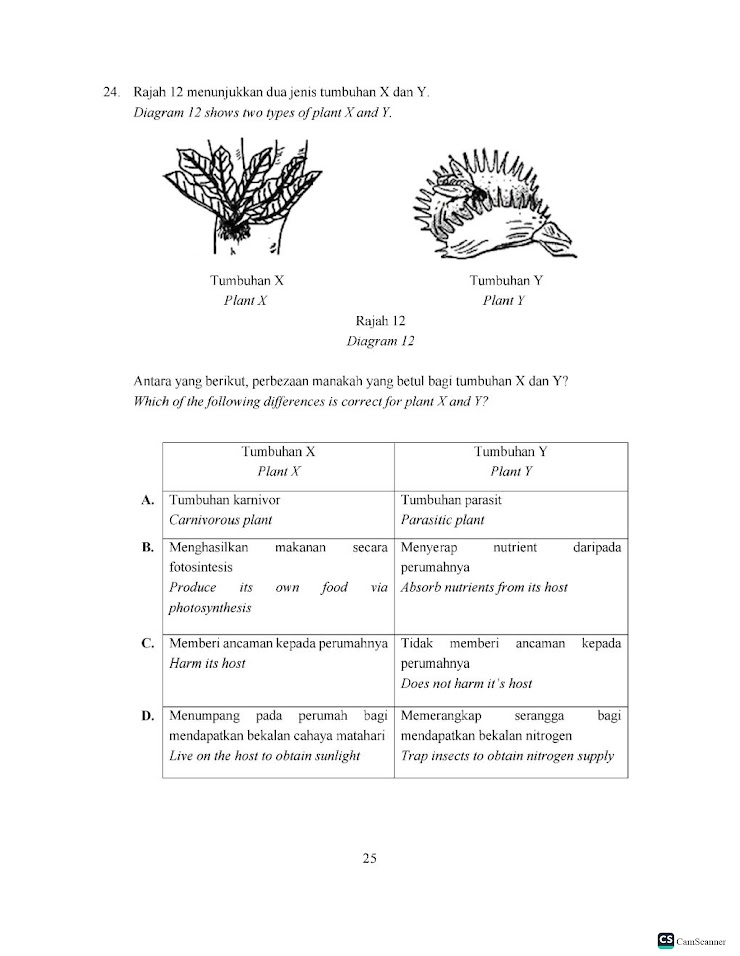 24. Rajah 12 menunjukkan dua jenis tumbuhan X dan Y.
Diagram 12 shows two types of plant X and Y.
Tumbuhan X
Plant X
Tumbuhan Y
Plant Y
Rajah 12
Diagram 12
Antara yang berikut, perbezaan manakah yang betul bagi tumbuhan X dan Y?
Which of the following differences is correct for plant X and Y?
Tumbuhan X
Plant X
Tumbuhan Y
Plant Y
A. Tumbuhan karnivor
Carnivorous plant
Tumbuhan parasit
Parasitic plant
B. Menghasilkan makanan secara
fotosintesis
Produce its own food via
photosynthesis
Menyerap nutrient daripada
perumahnya
Absorb nutrients from its host
C. Memberi ancaman kepada perumahnya
Harm its host
Tidak memberi ancaman kepada
perumahnya
Does not harm it's host
D. Menumpang pada perumah bagi
mendapatkan bekalan cahaya matahari
Live on the host to obtain sunlight
Memerangkap serangga bagi
mendapatkan bekalan nitrogen
Trap insects to obtain nitrogen supply
25
CS CamScanner